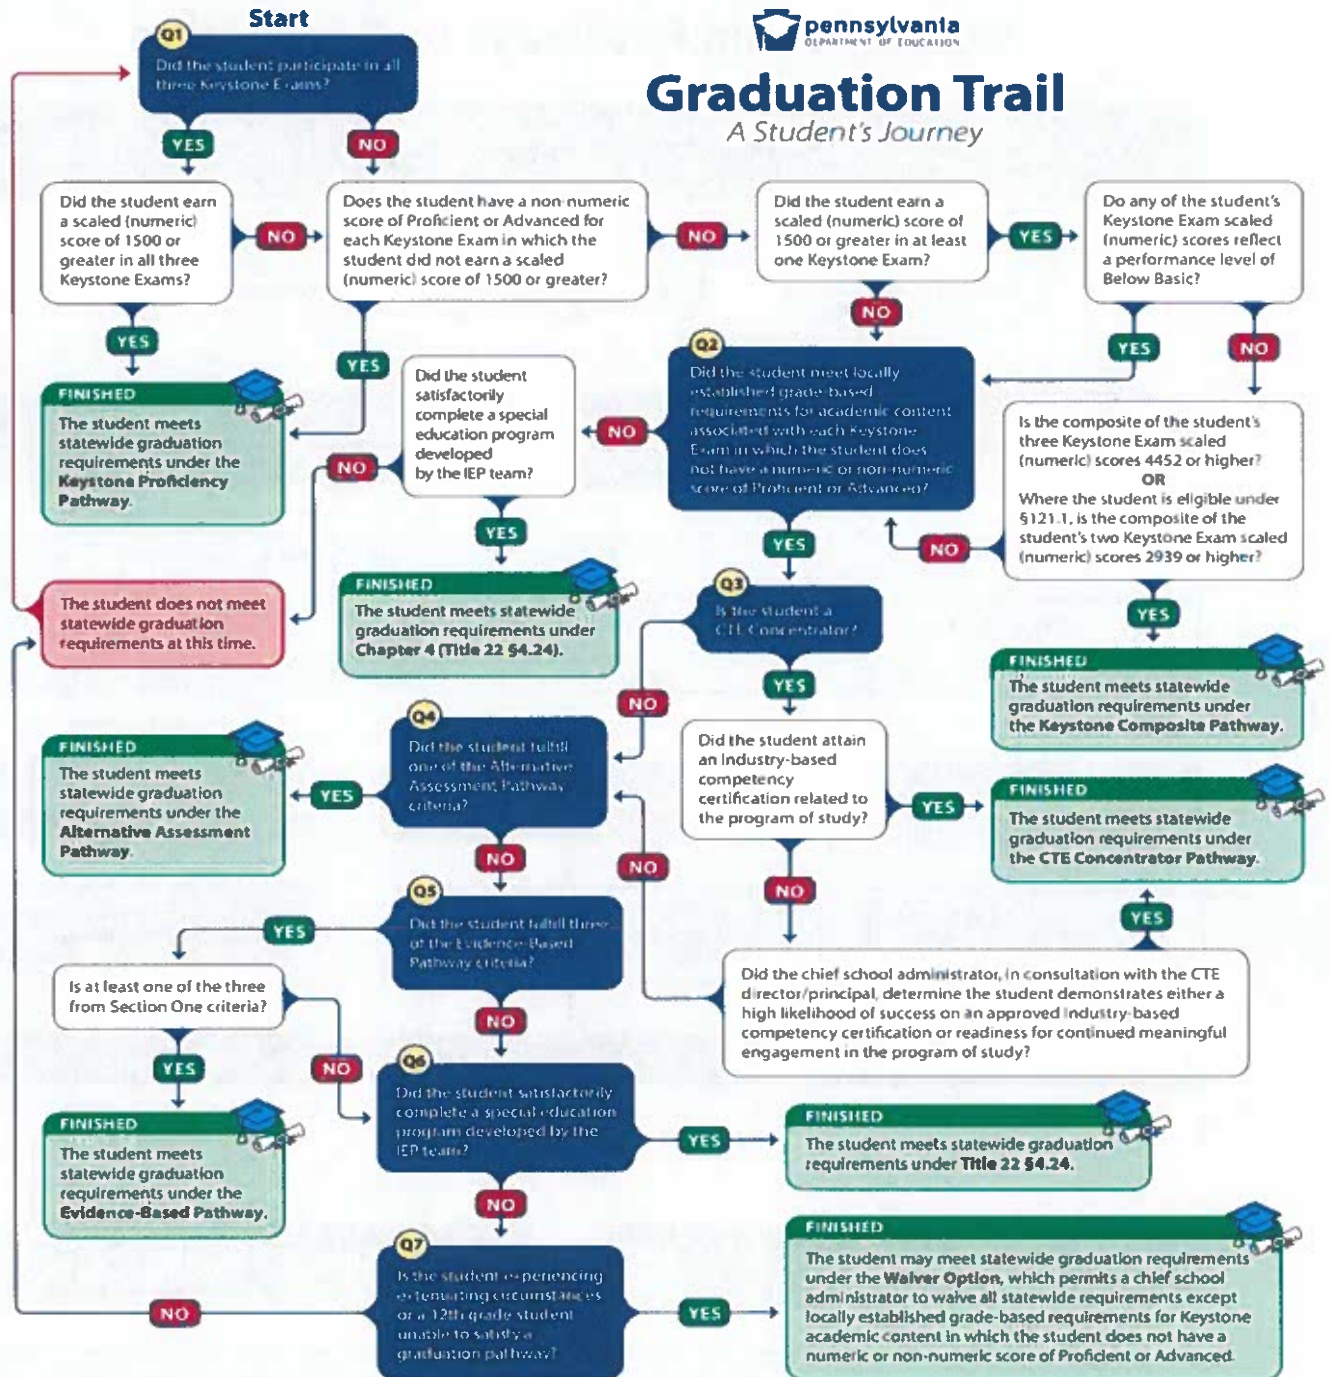 Start
pennsylvania
DEPARTMENT OF EDUCATION
Graduation Trail
A Student's Journey
Q1
Did the student participate in all
three Keystone Exams?
YES
NO
Did the student earn
a scaled (numeric)
score of 1500 or
greater in all three
Keystone Exams?
NO
Does the student have a non-numeric
score of Proficient or Advanced for
each Keystone Exam in which the
student did not earn a scaled
(numeric) score of 1500 or greater?
NO
Did the student earn a
scaled (numeric) score of
1500 or greater in at least
one Keystone Exam?
YES
Do any of the student's
Keystone Exam scaled
(numeric) scores reflect
a performance level of
Below Basic?
YES
YES
NO
YES
NO
FINISHED
The student meets
statewide graduation
requirements under the
Keystone Proficiency
Pathway.
Did the student
satisfactorily
complete a special
education program
developed
by the IEP team?
NO
NO
YES
Q2
Did the student meet locally
established grade-based
requirements for academic content
associated with each Keystone
Exam in which the student does
not have a numeric or non-numeric
score of Proficient or Advanced?
YES
NO
Is the composite of the student's
three Keystone Exam scaled
(numeric) scores 4452 or higher?
OR
Where the student is eligible under
§121.1, is the composite of the
student's two Keystone Exam scaled
(numeric) scores 2939 or higher?
YES
The student does not meet
statewide graduation
requirements at this time.
FINISHED
The student meets statewide
graduation requirements under
Chapter 4 (Title 22 §4.24).
Q3
Is the student a
CTE Concentrator?
NO
YES
FINISHED
The student meets statewide
graduation requirements under
the Keystone Composite Pathway.
FINISHED
The student meets
statewide graduation
requirements under the
Alternative Assessment
Pathway.
YES
Q4
Did the student fulfill
one of the Alternative
Assessment Pathway
criteria?
NO
Did the student attain
an industry-based
competency
certification related to
the program of study?
YES
NO
FINISHED
The student meets statewide
graduation requirements under
the CTE Concentrator Pathway.
NO
YES
Did the chief school administrator, in consultation with the CTE
director/principal, determine the student demonstrates either a
high likelihood of success on an approved industry-based
competency certification or readiness for continued meaningful
engagement in the program of study?
Q5
Did the student fulfill three
of the Evidence-Based
Pathway criteria?
YES
NO
Is at least one of the three
from Section One criteria?
YES
NO
FINISHED
The student meets
statewide graduation
requirements under the
Evidence-Based Pathway.
Q6
Did the student satisfactorily
complete a special education
program developed by the
IEP team?
YES
NO
FINISHED
The student meets statewide graduation
requirements under Title 22 §4.24.
Q7
Is the student experiencing
extenuating circumstances
or a 12th grade student
unable to satisfy a
graduation pathway?
NO
YES
FINISHED
The student may meet statewide graduation requirements
under the Waiver Option, which permits a chief school
administrator to waive all statewide requirements except
locally established grade-based requirements for Keystone
academic content in which the student does not have a
numeric or non-numeric score of Proficient or Advanced.